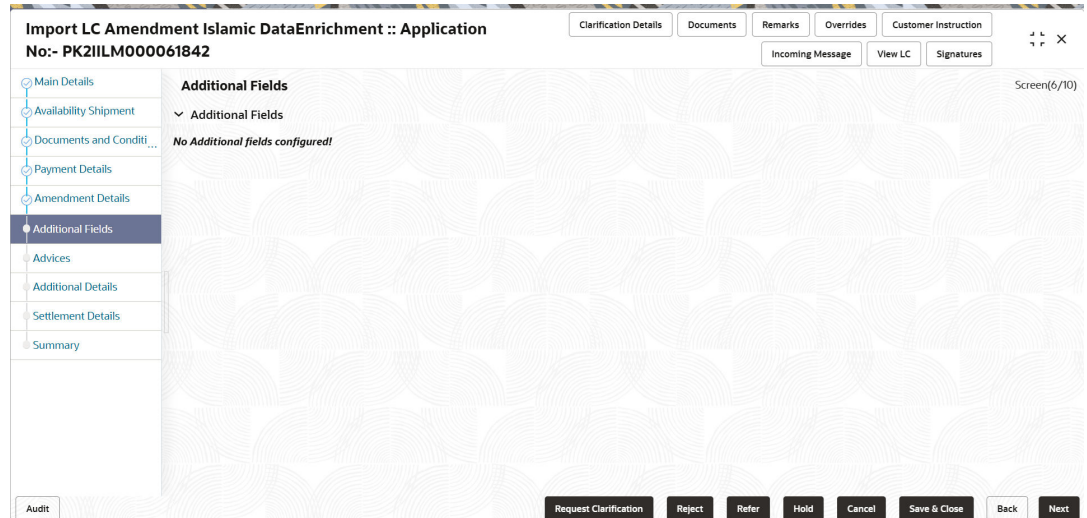 Import LC Amendment Islamic DataEnrichment :: Application
No:- PK2IILM000061842
Clarification Details
Documents
Remarks
Overrides
Customer Instruction
Incoming Message
View LC
Signatures
Main Details
Availability Shipment
Documents and Conditi...
Payment Details
Amendment Details
Additional Fields
Advices
Additional Details
Settlement Details
Summary
Additional Fields
Screen(6/10)
Additional Fields
No Additional fields configured!
Audit
Request Clarification
Reject
Refer
Hold
Cancel
Save & Close
Back
Next